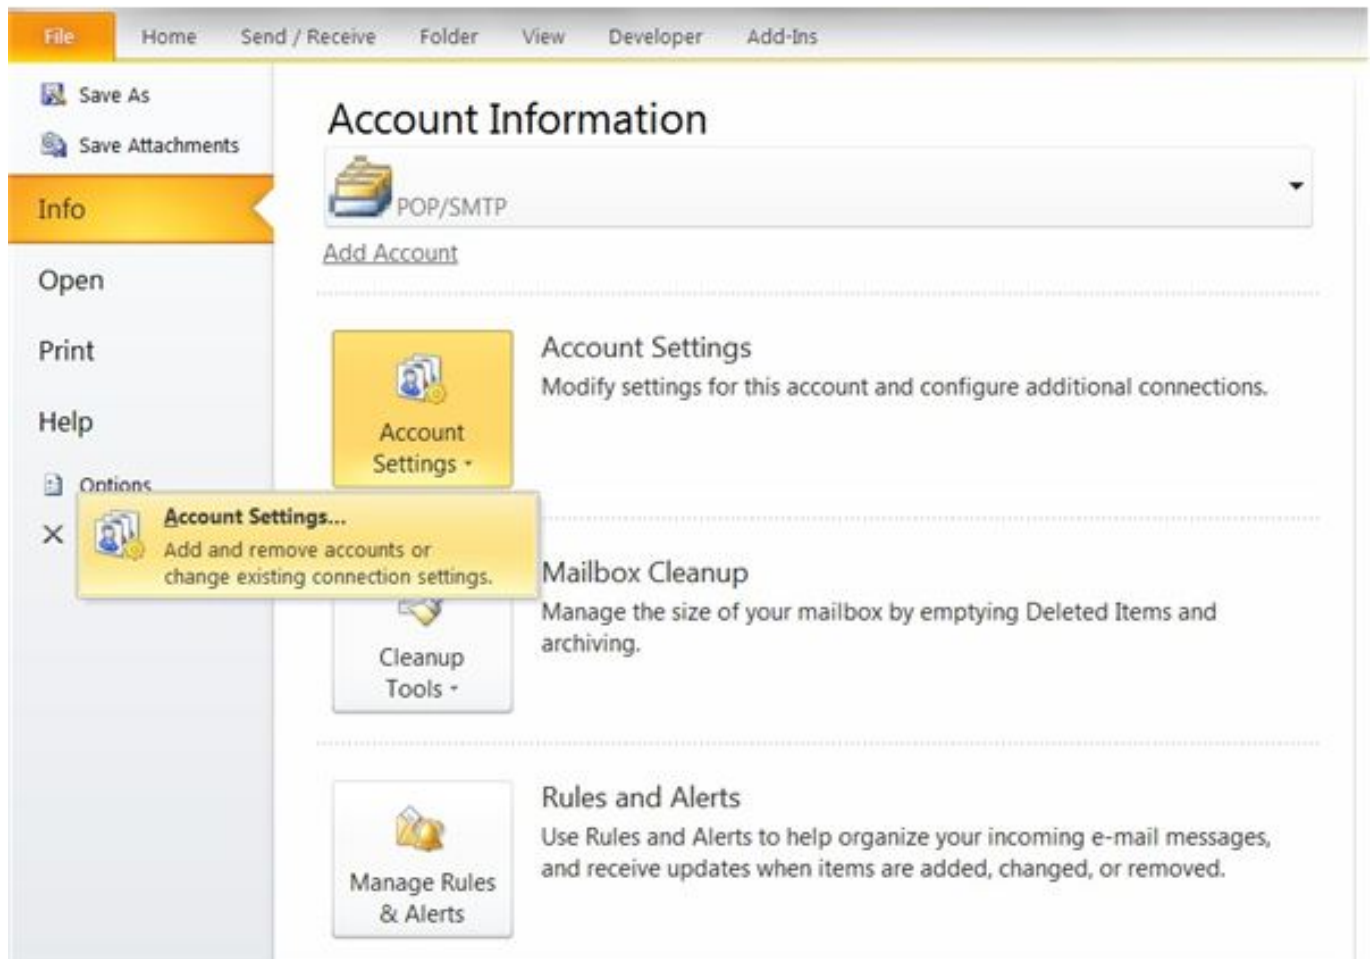 File Home Send / Receive Folder View Developer Add-Ins
Save As
Save Attachments
Info
Open
Print
Help
Options
Account Information
POP/SMTP
Add Account
Account
Settings
Account Settings
Modify settings for this account and configure additional connections.
Account Settings...
Add and remove accounts or
change existing connection settings.
Cleanup
Tools
Mailbox Cleanup
Manage the size of your mailbox by emptying Deleted Items and
archiving.
Manage Rules
& Alerts
Rules and Alerts
Use Rules and Alerts to help organize your incoming e-mail messages,
and receive updates when items are added, changed, or removed.